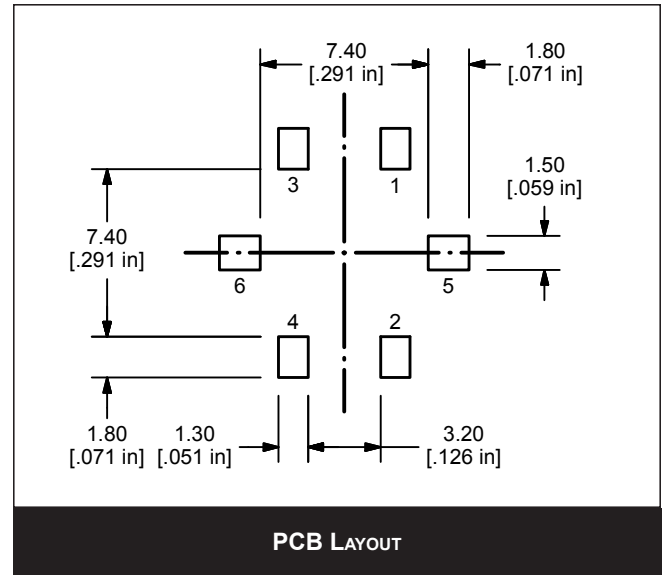 7.40
[.291 in]
1.80
[.071 in]
3
1
1.50
[.059 in]
7.40
[.291 in]
6
5
4
2
1.80
[.071 in]
1.30
[.051 in]
3.20
[.126 in]
PCB LAYOUT